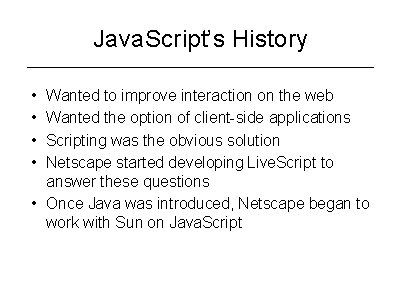 JavaScript's History
• Wanted to improve interaction on the web
• Wanted the option of client-side applications
• Scripting was the obvious solution
• Netscape started developing LiveScript to
answer these questions
• Once Java was introduced, Netscape began to
work with Sun on JavaScript